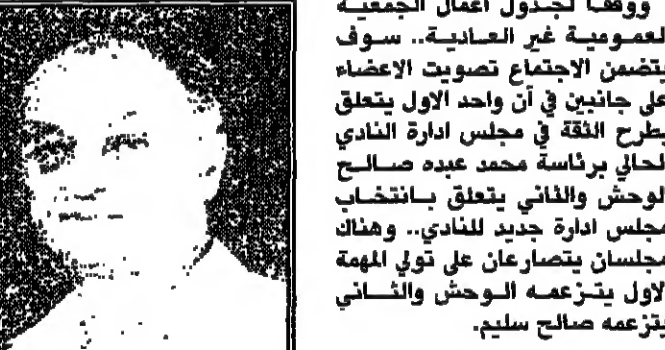 ووفقا لجدول اعمال الجمعية
العمومية غير العادية.. سوف
يتضمن الاجتماع تصويت الاعضاء
على جانبين في آن واحد الاول يتعلق
بطرح الثقة في مجلس ادارة النادي
الحالي برئاسة محمد عبده صالح
الوحش والثاني يتعلق بانتخاب
مجلس ادارة جديد للنادي.. وهناك
مجلسان يتصارعان على تولي المهمة
الاول يتزعمه الوحش والثاني
يتزعمه صالح سليم.